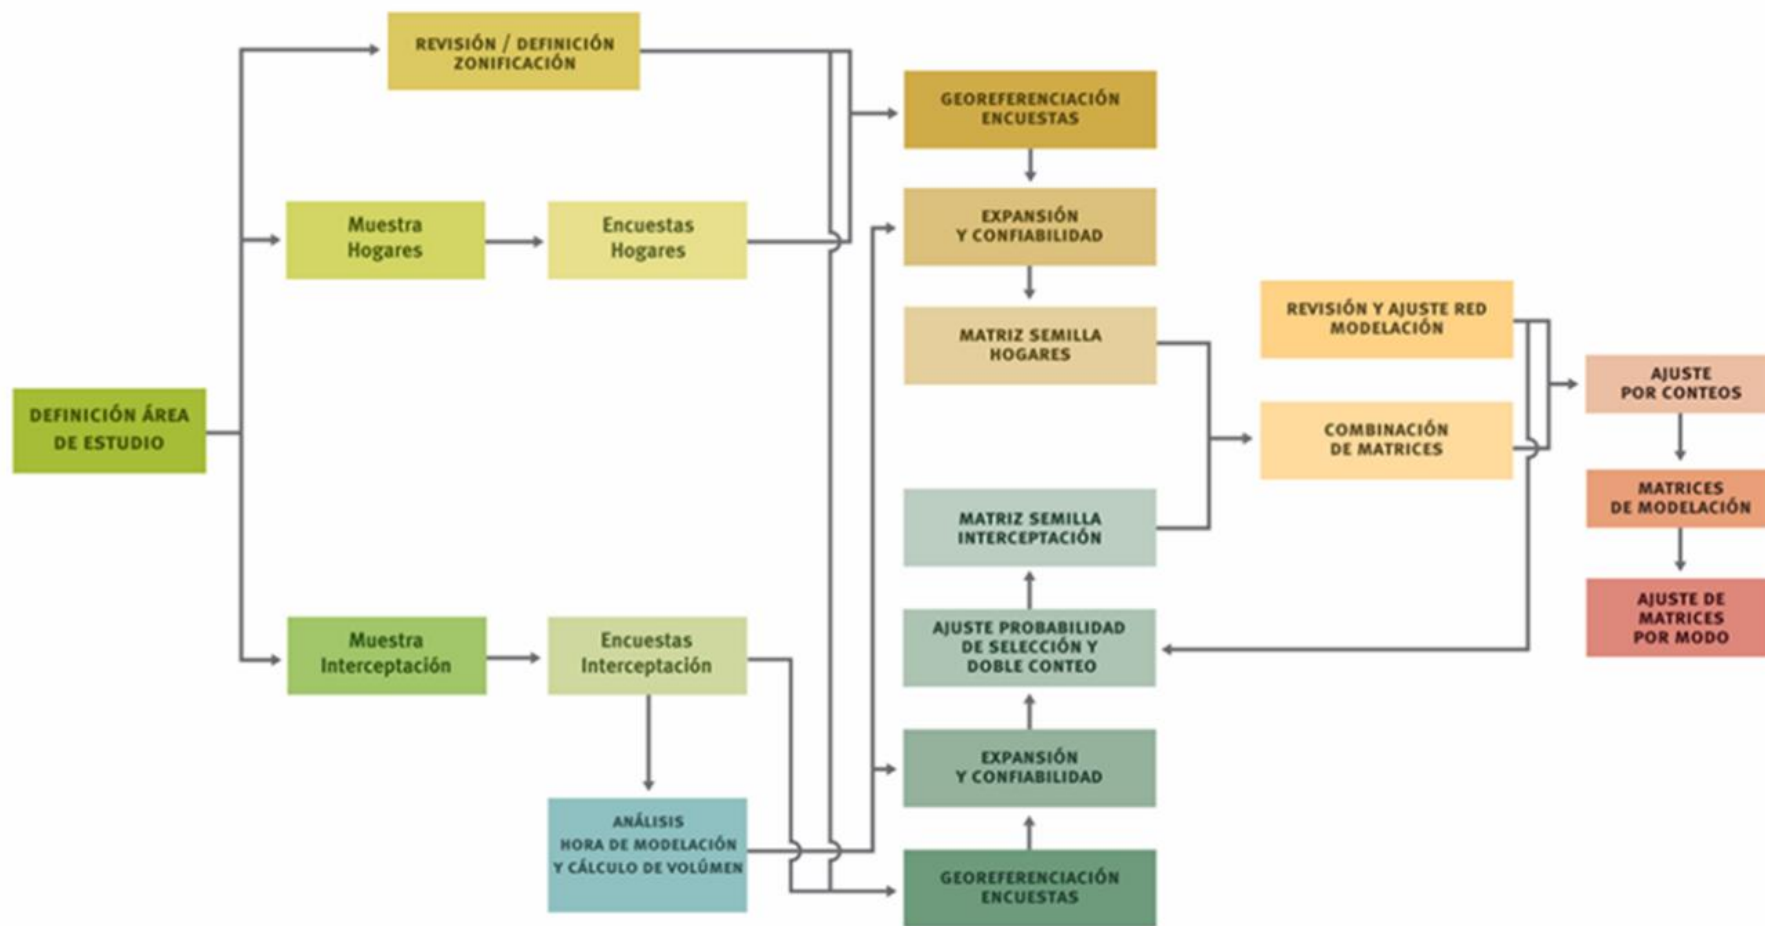 REVISIÓN / DEFINICIÓN
ZONIFICACIÓN
GEOREFERENCIACIÓN
ENCUESTAS
Muestra
Hogares
Encuestas
Hogares
EXPANSIÓN
Y CONFIABILIDAD
MATRIZ SEMILLA
HOGARES
REVISIÓN Y AJUSTE RED
MODELACIÓN
AJUSTE
POR CONTEOS
DEFINICIÓN ÁREA
DE ESTUDIO
COMBINACIÓN
DE MATRICES
MATRICES
DE MODELACIÓN
MATRIZ SEMILLA
INTERCEPTACIÓN
AJUSTE DE
MATRICES
POR MODO
Muestra
Interceptación
Encuestas
Interceptación
AJUSTE PROBABILIDAD
DE SELECCIÓN Y
DOBLE CONTEO
EXPANSIÓN
Y CONFIABILIDAD
ANÁLISIS
HORA DE MODELACIÓN
Y CÁLCULO DE VOLÚMEN
GEOREFERENCIACIÓN
ENCUESTAS